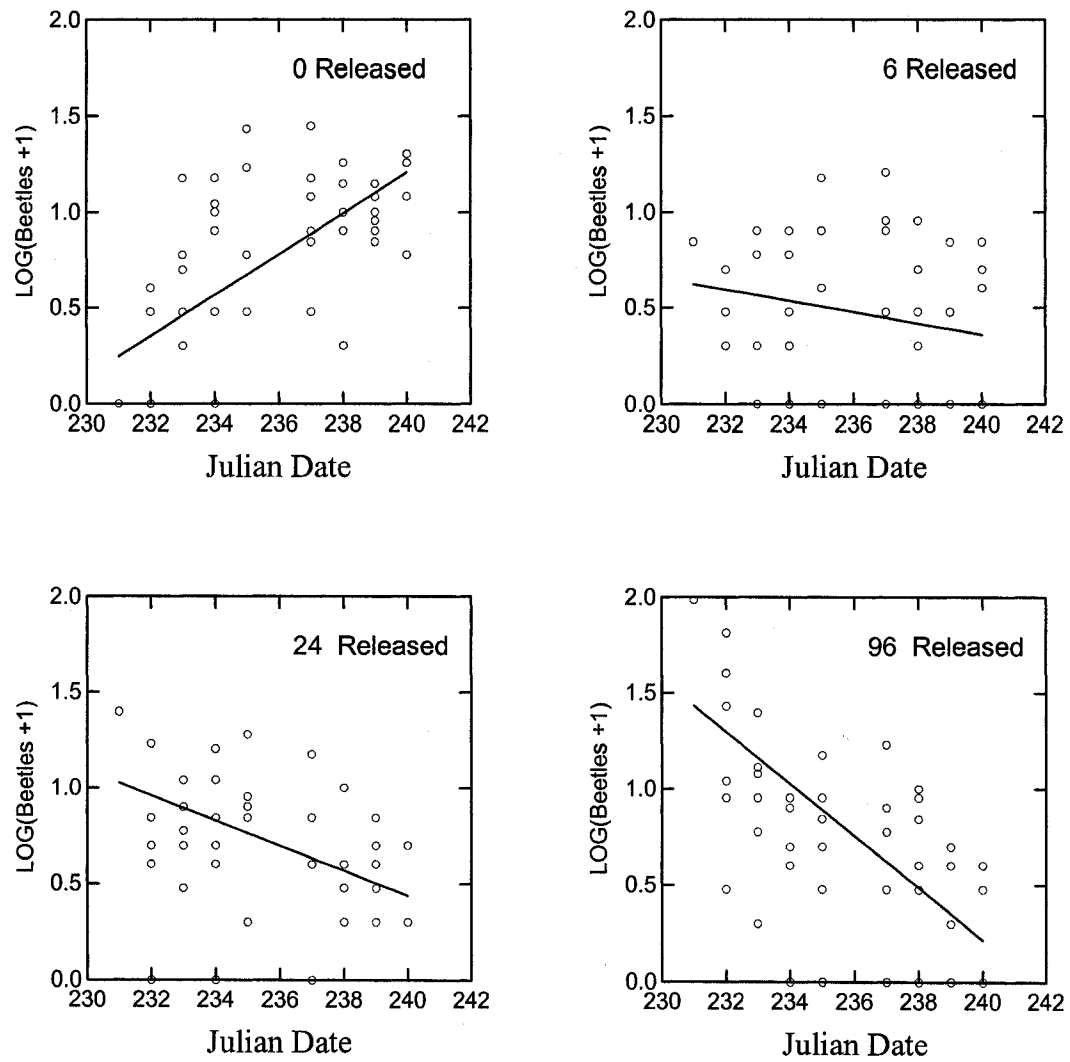 2.0
0 Released
1.5
LOG(Beetles +1)
1.0
0.5
0.0
230 232 234 236 238 240 242
Julian Date
2.0
6 Released
1.5
LOG(Beetles +1)
1.0
0.5
0.0
230 232 234 236 238 240 242
Julian Date
2.0
24 Released
1.5
LOG(Beetles +1)
1.0
0.5
0.0
230 232 234 236 238 240 242
Julian Date
2.0
96 Released
1.5
LOG(Beetles +1)
1.0
0.5
0.0
230 232 234 236 238 240 242
Julian Date